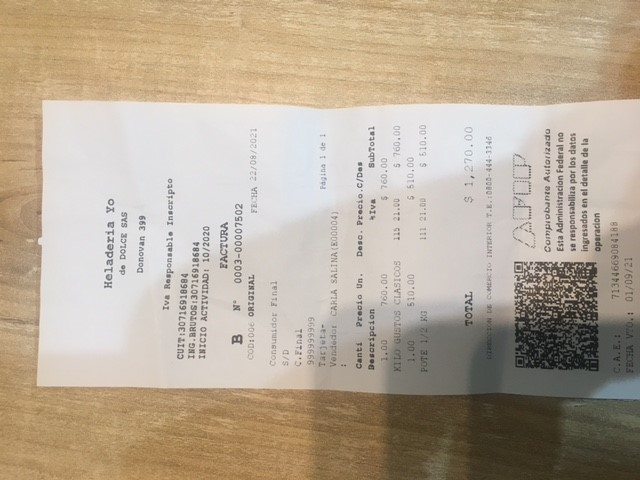 Heladeria Yo
de DOLCE SAS
Donovan 399
Iva Responsable Inscripto
CUIT:30716918684
ING.BRUTOS:30716918684
INICIO ACTIVIDAD: 10/2020
FACTURA
B N° 0003-00007502
COD:006 ORIGINAL FECHA 22/08/2021
Consumidor Final
S/D
C.Final
999999999
Tarjeta- Página 1 de 1
Vendedor CARLA SALINA(E00004)
:
Canti Precio Un. Desc. Precio.C/Des
Descripcion %Iva SubTotal
1.00 760.00 $ 760.00
KILO GUSTOS CLASICOS 115 21.00 $ 760.00
1.00 510.00 $ 510.00
POTE 1/2 KG 111 21.00 $ 510.00
TOTAL $ 1,270.00
DIRECCION DE COMERCIO INTERIOR T.E.:0800-444-3346
AFIP
Comprobante Autorizado
Esta Administracion Federal no
se responsabiliza por los datos
ingresados en el detalle de la
operacion
C.A.E.: 71344669084188
FECHA VTO.: 01/09/21